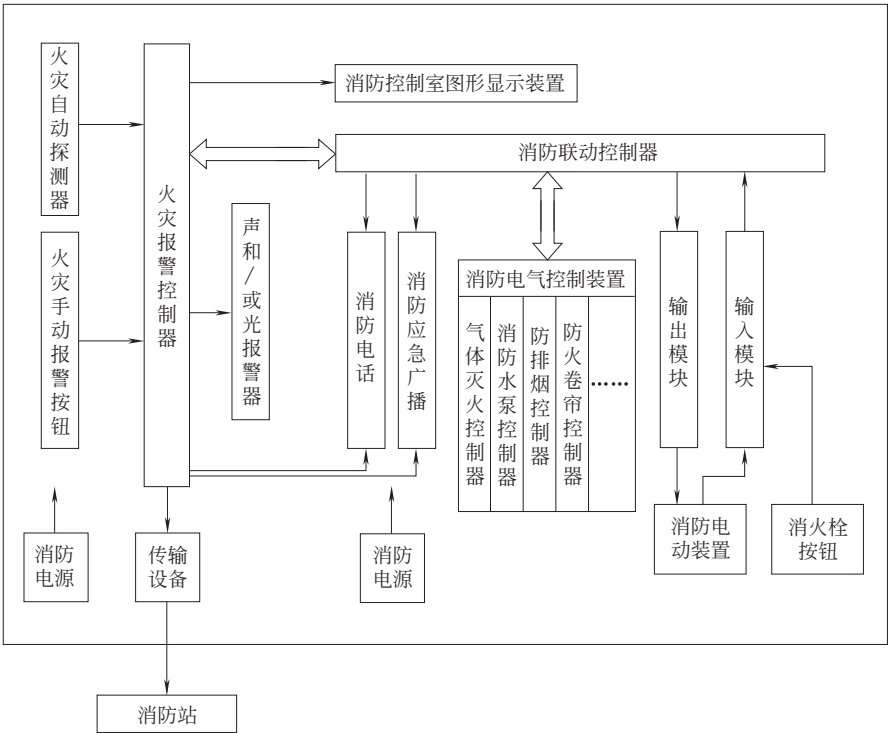 火灾自动探测器
火灾手动报警按钮
火灾报警控制器
消防控制室图形显示装置
消防联动控制器
声和/或光报警器
消防电话
消防应急广播
消防电气控制装置
气体灭火控制器
消防水泵控制器
防排烟控制器
防火卷帘控制器
……
输出模块
输入模块
消防
电源
传输
设备
消防
电源
消防电
动装置
消火栓
按钮
消防站